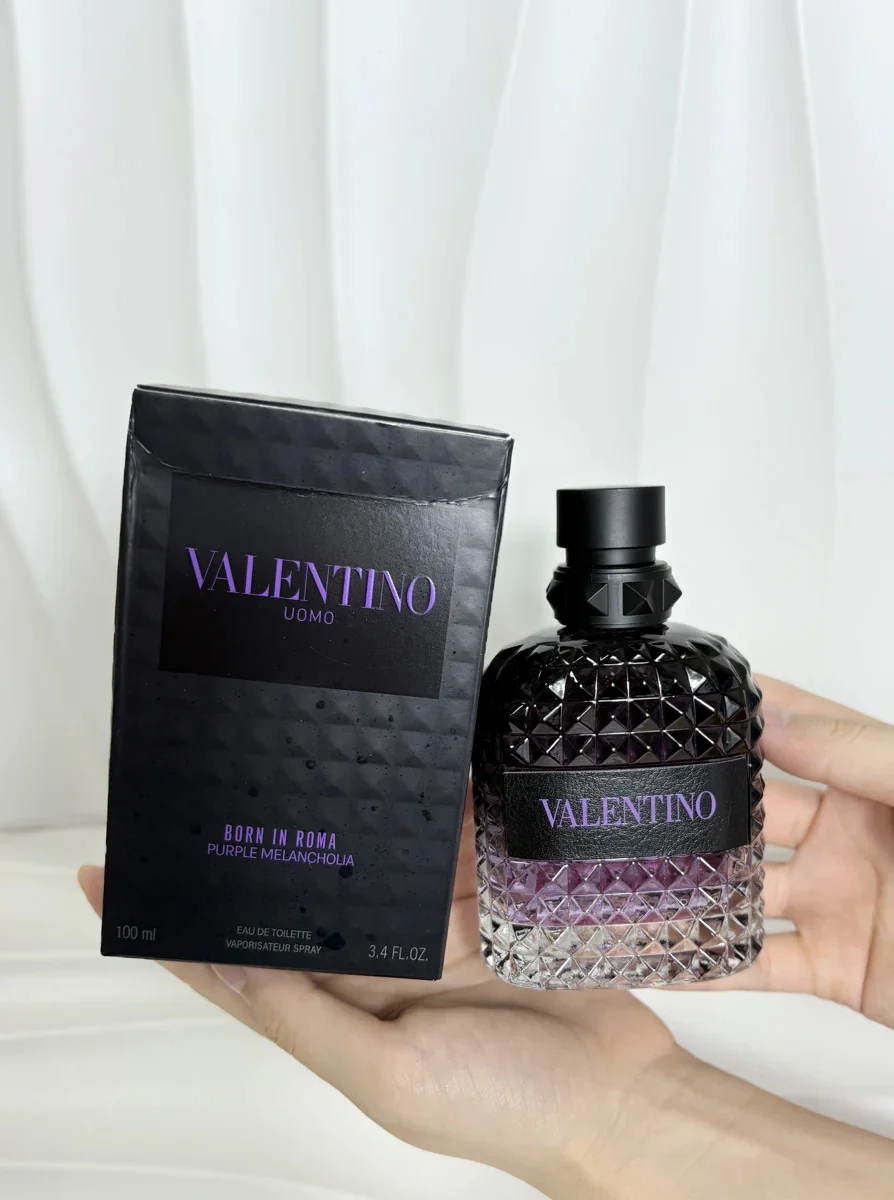 VALENTINO
UOMO
BORN IN ROMA
PURPLE MELANCHOLIA
100 ml
EAU DE TOILETTE
VAPORISATEUR SPRAY
3.4 FL.OZ.
VALENTINO